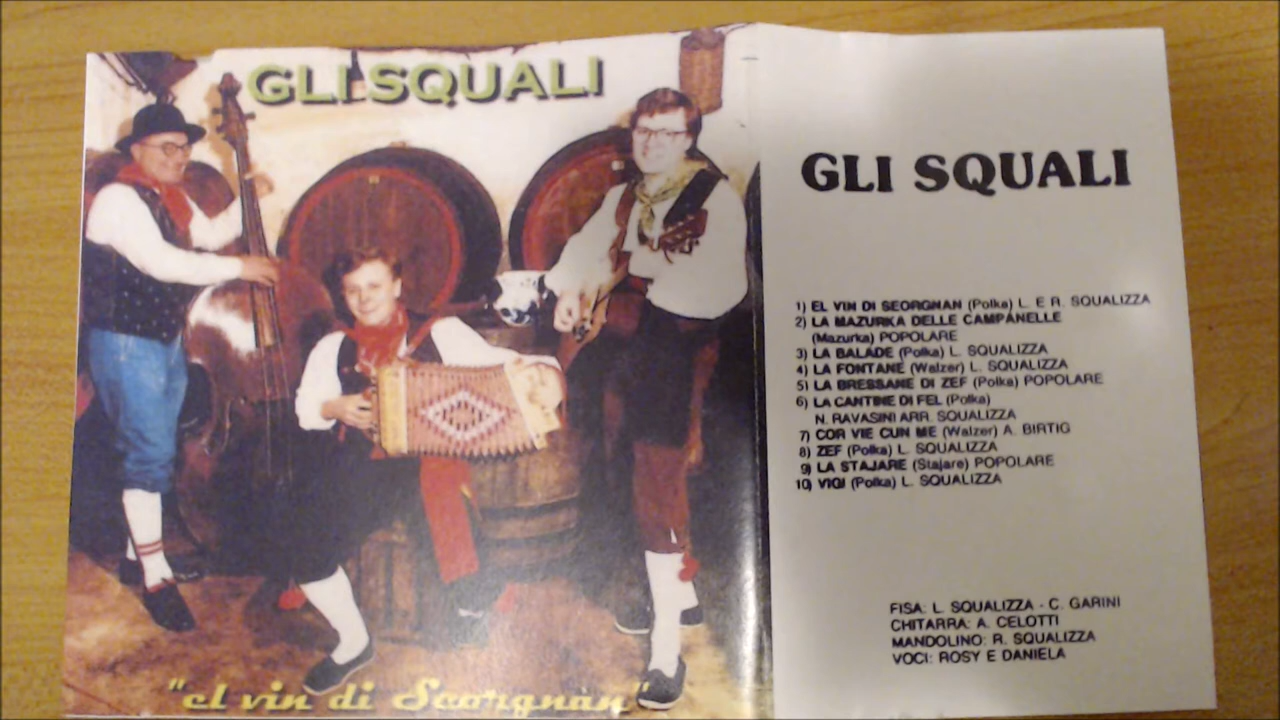 GLI SQUALI
"el vin di Scorgnàn"
GLI SQUALI
1) EL VIN DI SEORGNAN (Polka) L. E R. SQUALIZZA
2) LA MAZURKA DELLE CAMPANELLE
(Mazurka) POPOLARE
3) LA BALADE (Polka) L. SQUALIZZA
4) LA FONTANE (Walzer) L. SQUALIZZA
5) LA BRESSANE DI ZEF (Polka) POPOLARE
6) LA CANTINE DI FEL (Polka)
N. RAVASINI ARR. SQUALIZZA
7) COR VIE CUN ME (Walzer) A. BIRTIG
8) ZEF (Polka) L. SQUALIZZA
9) LA STAJARE (Stajare) POPOLARE
10) VIGI (Polka) L. SQUALIZZA
FISA: L. SQUALIZZA - C. GARINI
CHITARRA: A. CELOTTI
MANDOLINO: R. SQUALIZZA
VOCI: ROSY E DANIELA